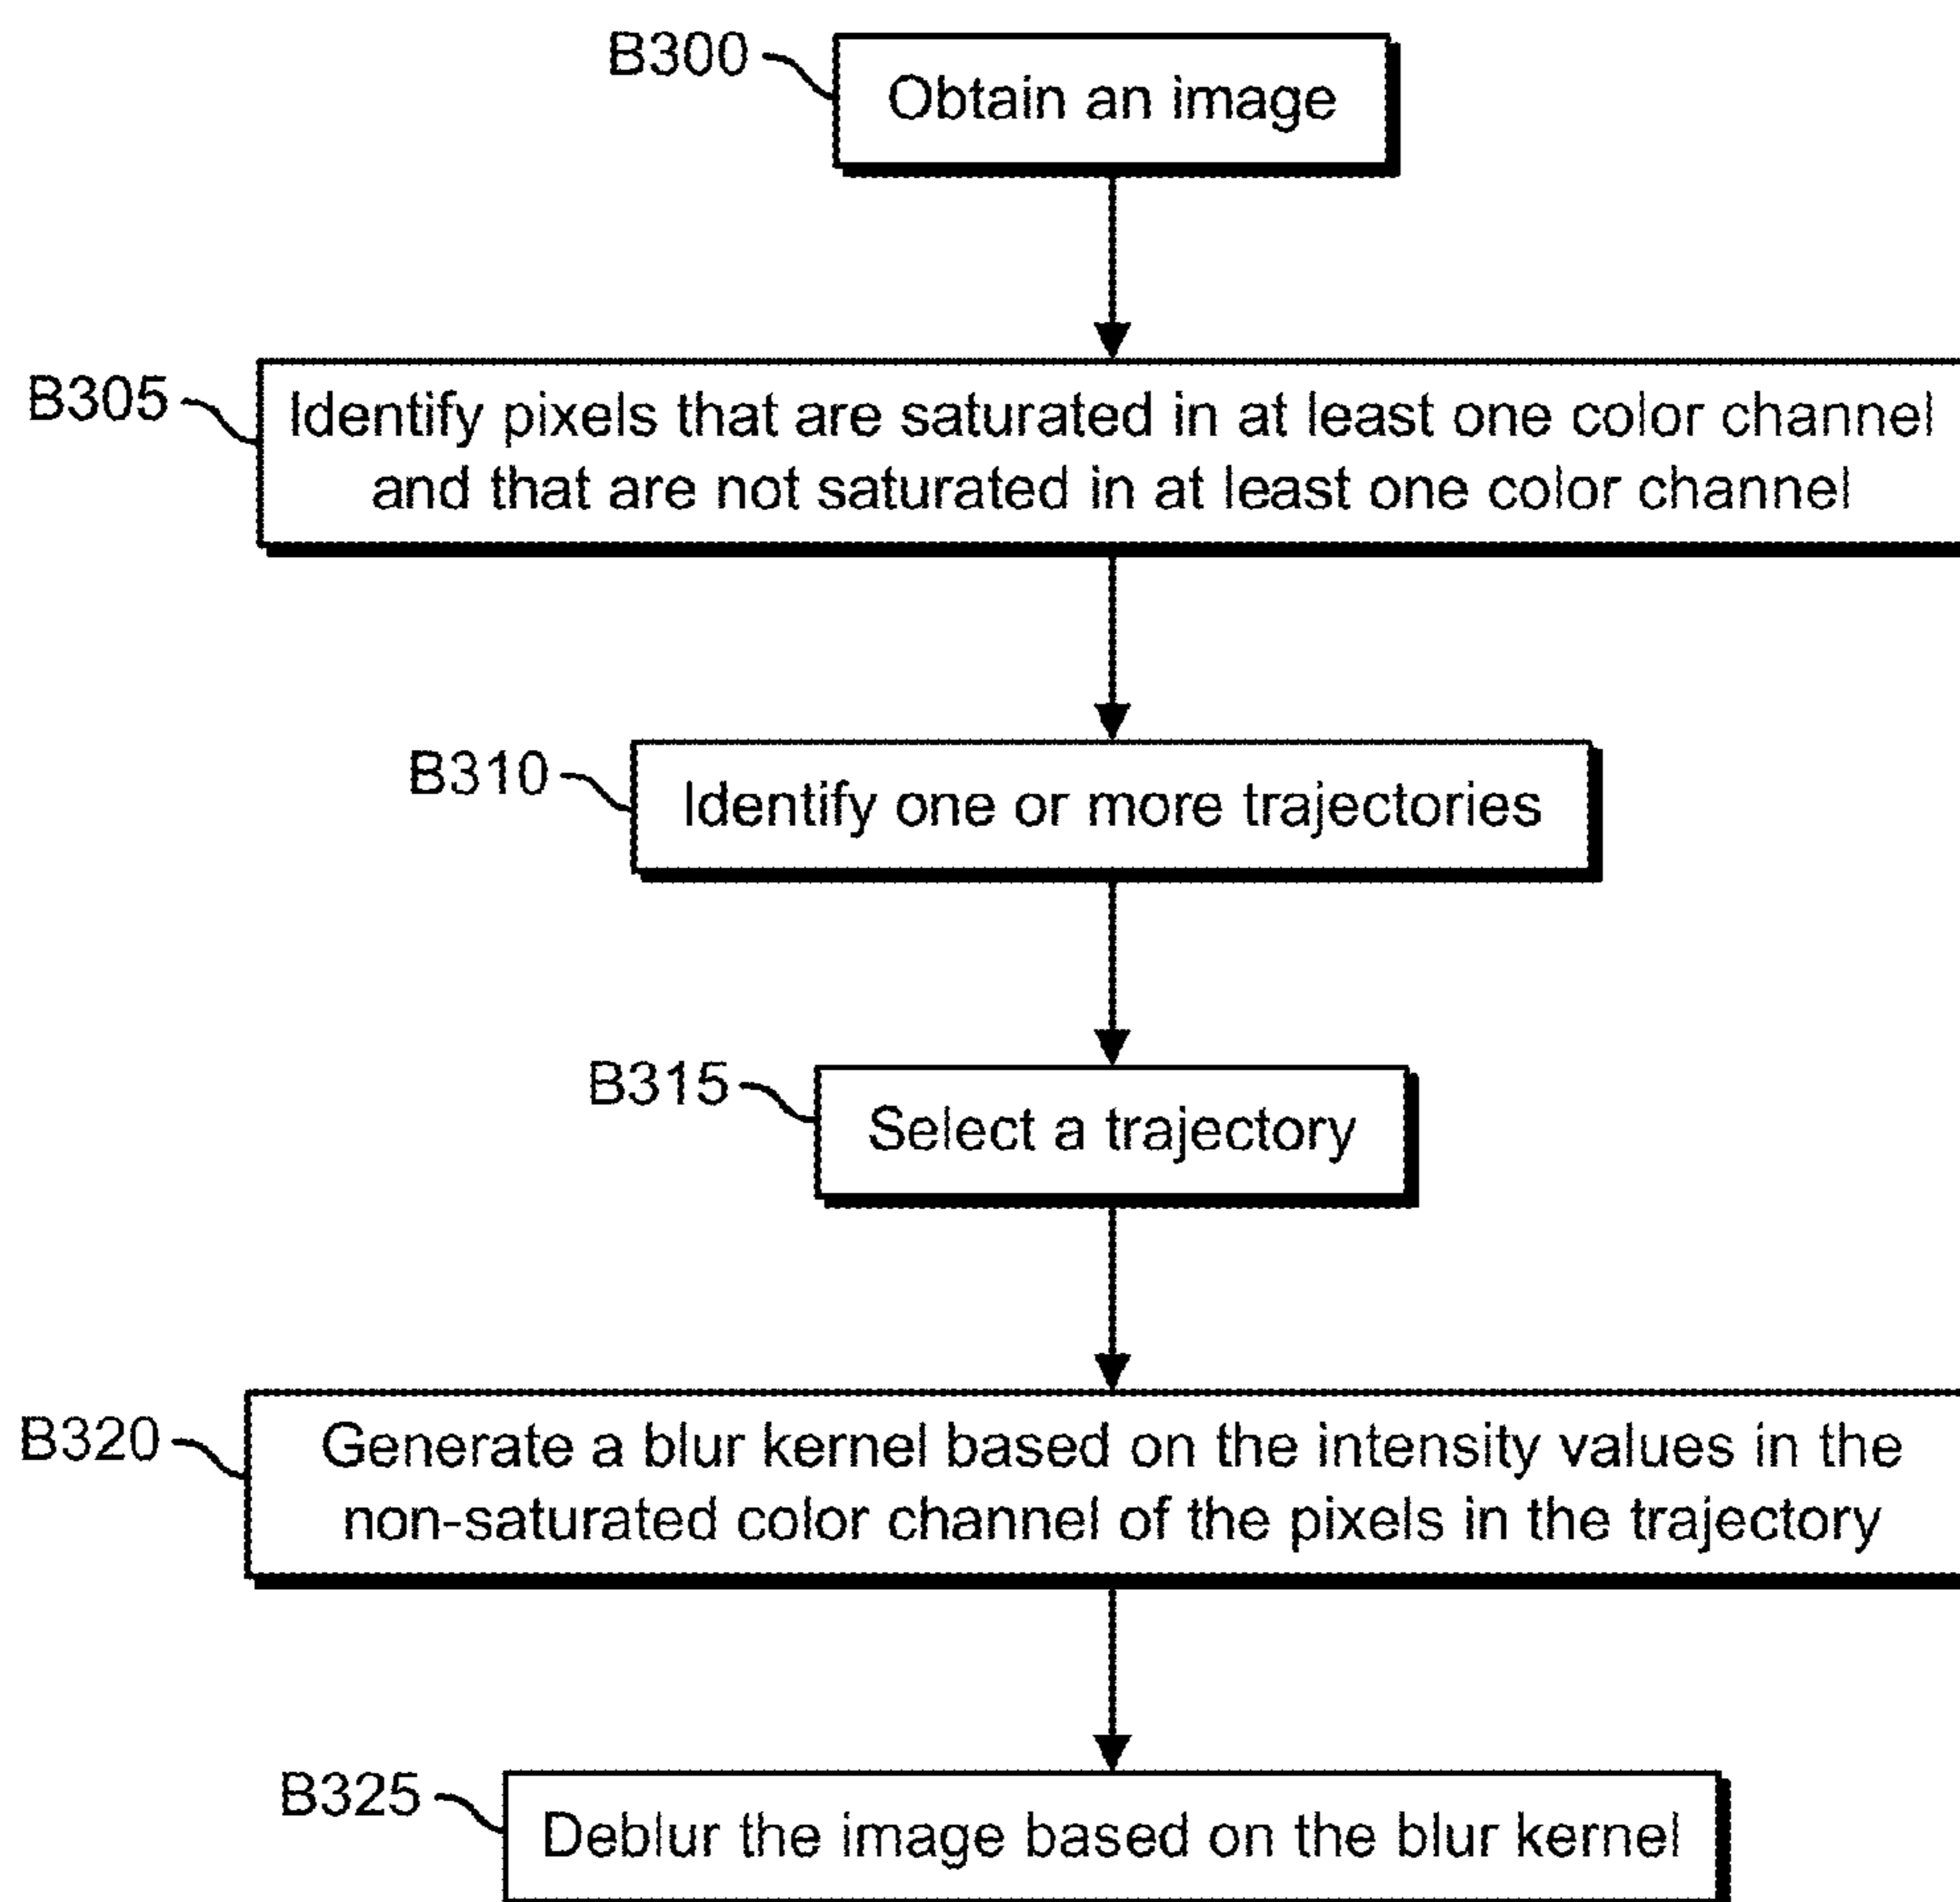 B300
Obtain an image
B305
Identify pixels that are saturated in at least one color channel
and that are not saturated in at least one color channel
B310
Identify one or more trajectories
B315
Select a trajectory
B320
Generate a blur kernel based on the intensity values in the
non-saturated color channel of the pixels in the trajectory
B325
Deblur the image based on the blur kernel